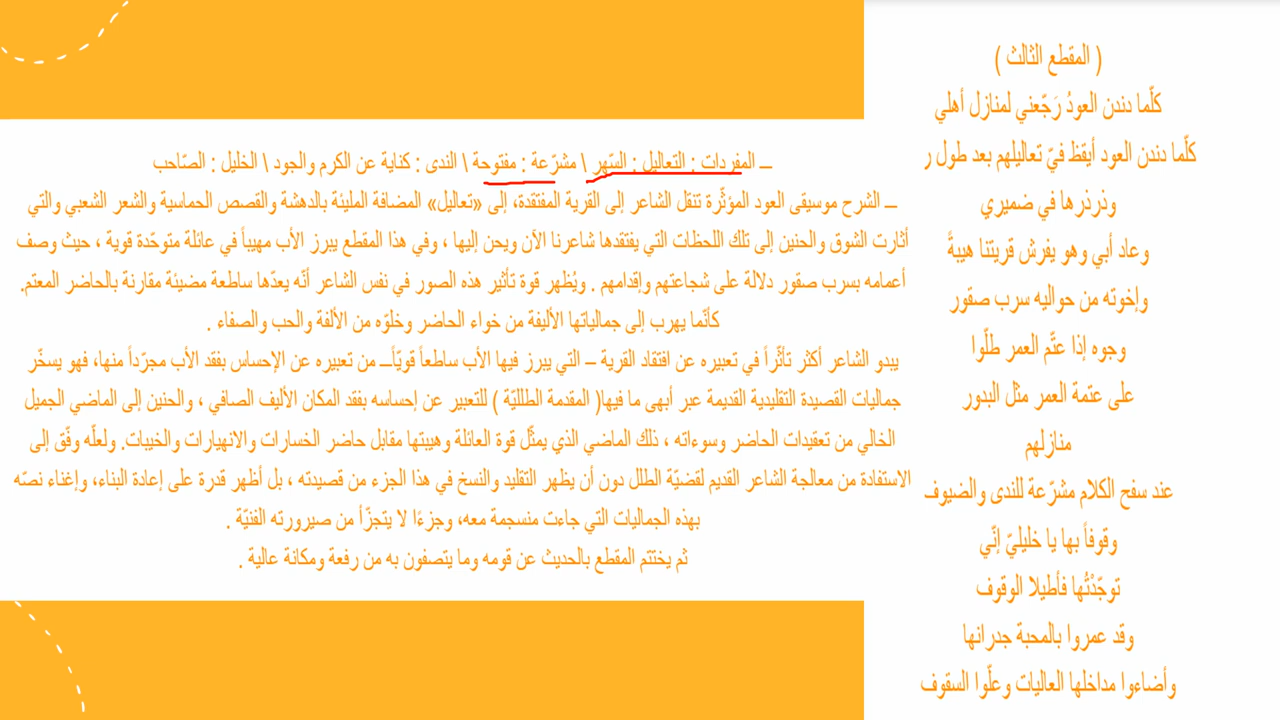 ( المقطع الثالث )
كلّما دندن العودُ رَجّعني لمنازل أهلي
كلّما دندن العود أيقظ فيّ تعاليلهم بعد طول ر
وذرذرها في ضميري
وعاد أبي وهو يفرش قريتنا هيبةً
وإخوته من حواليه سرب صقور
وجوه إذا عتّم العمر طلّوا
على عتمة العمر مثل البدور
منازلهم
عند سفح الكلام مشرّعة للندى والضيوف
وقوفاً بها يا خليليّ إنّي
توجّدْتُها فأطيلا الوقوف
وقد عمروا بالمحبة جدرانها
وأضاءوا مداخلها العاليات وعلّوا السقوف
ــ المفردات : التعاليل : السّهر \ مشرّعة : مفتوحة \ الندى : كناية عن الكرم والجود \ الخليل : الصّاحب
ــ الشرح موسيقى العود المؤثّرة تنقل الشاعر إلى القرية المفتقدة، إلى «تعاليل» المضافة المليئة بالدهشة والقصص الحماسية والشعر الشعبي والتي
أثارت الشوق والحنين إلى تلك اللحظات التي يفتقدها شاعرنا الآن ويحن إليها ، وفي هذا المقطع يبرز الأب مهيباً في عائلة متوحّدة قوية ، حيث وصف
أعمامه بسرب صقور دلالة على شجاعتهم وإقدامهم . ويُظهر قوة تأثير هذه الصور في نفس الشاعر أنّه يعدّها ساطعة مضيئة مقارنة بالحاضر المعتم.
كأنّما يهرب إلى جمالياتها الأليفة من خواء الحاضر وخلوّه من الألفة والحب والصفاء .
يبدو الشاعر أكثر تأثّراً في تعبيره عن افتقاد القرية – التي يبرز فيها الأب ساطعاً قويّاًــ من تعبيره عن الإحساس بفقد الأب مجرّداً منها، فهو يسخّر
جماليات القصيدة التقليدية القديمة عبر أبهى ما فيها( المقدمة الطلليّة ) للتعبير عن إحساسه بفقد المكان الأليف الصافي ، والحنين إلى الماضي الجميل
الخالي من تعقيدات الحاضر وسوءاته ، ذلك الماضي الذي يمثّل قوة العائلة وهيبتها مقابل حاضر الخسارات والانهيارات والخيبات. ولعلّه وفّق إلى
الاستفادة من معالجة الشاعر القديم لقضيّة الطلل دون أن يظهر التقليد والنسخ في هذا الجزء من قصيدته ، بل أظهر قدرة على إعادة البناء، وإغناء نصّه
بهذه الجماليات التي جاءت منسجمة معه، وجزءًا لا يتجزّأ من صيرورته الفنيّة .
ثم يختتم المقطع بالحديث عن قومه وما يتصفون به من رفعة ومكانة عالية .